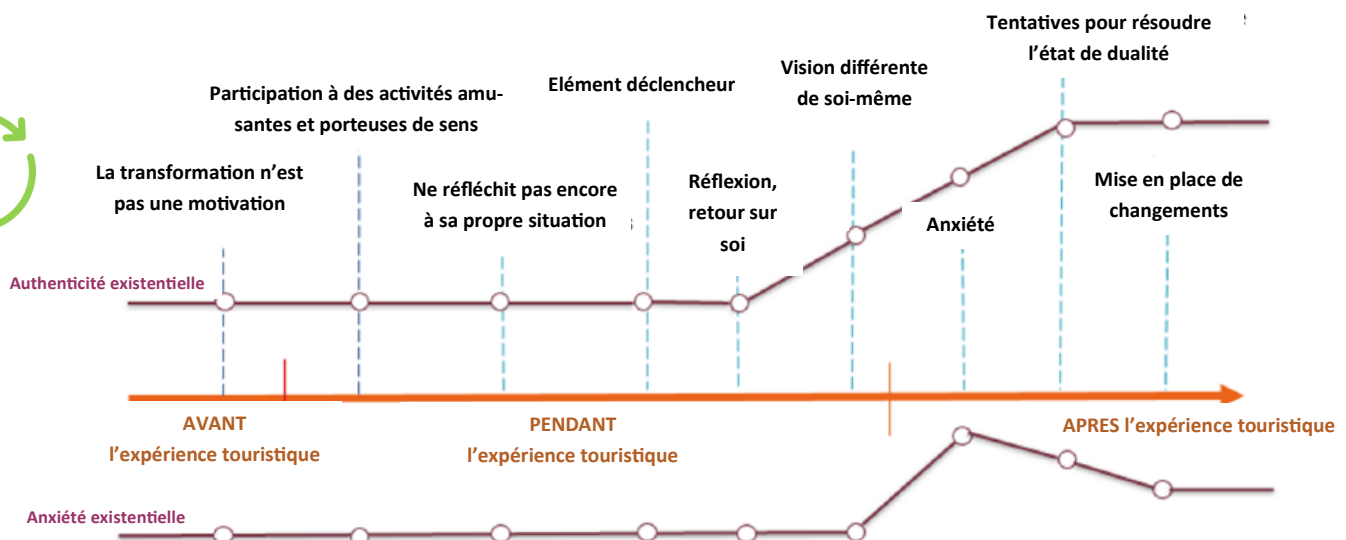 Tentatives pour résoudre
l'état de dualité
Vision différente
de soi-même
Elément déclencheur
Participation à des activités amu-
santes et porteuses de sens
La transformation n'est
pas une motivation
Ne réfléchit pas encore
à sa propre situation
Réflexion,
retour sur
soi
Anxiété
Mise en place de
changements
Authenticité existentielle
AVANT
l'expérience touristique
PENDANT
l'expérience touristique
APRES l'expérience touristique
Anxiété existentielle